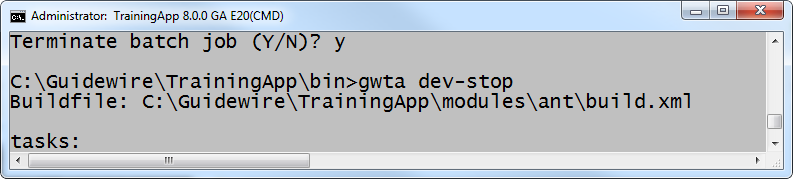 Administrator: TrainingApp 8.0.0 GA E20(CMD)
Terminate batch job (Y/N)? y
C:\Guidewire\TrainingApp\bin>gwta dev-stop
Buildfile: C:\Guidewire\TrainingApp\modules\ant\build.xml
tasks: